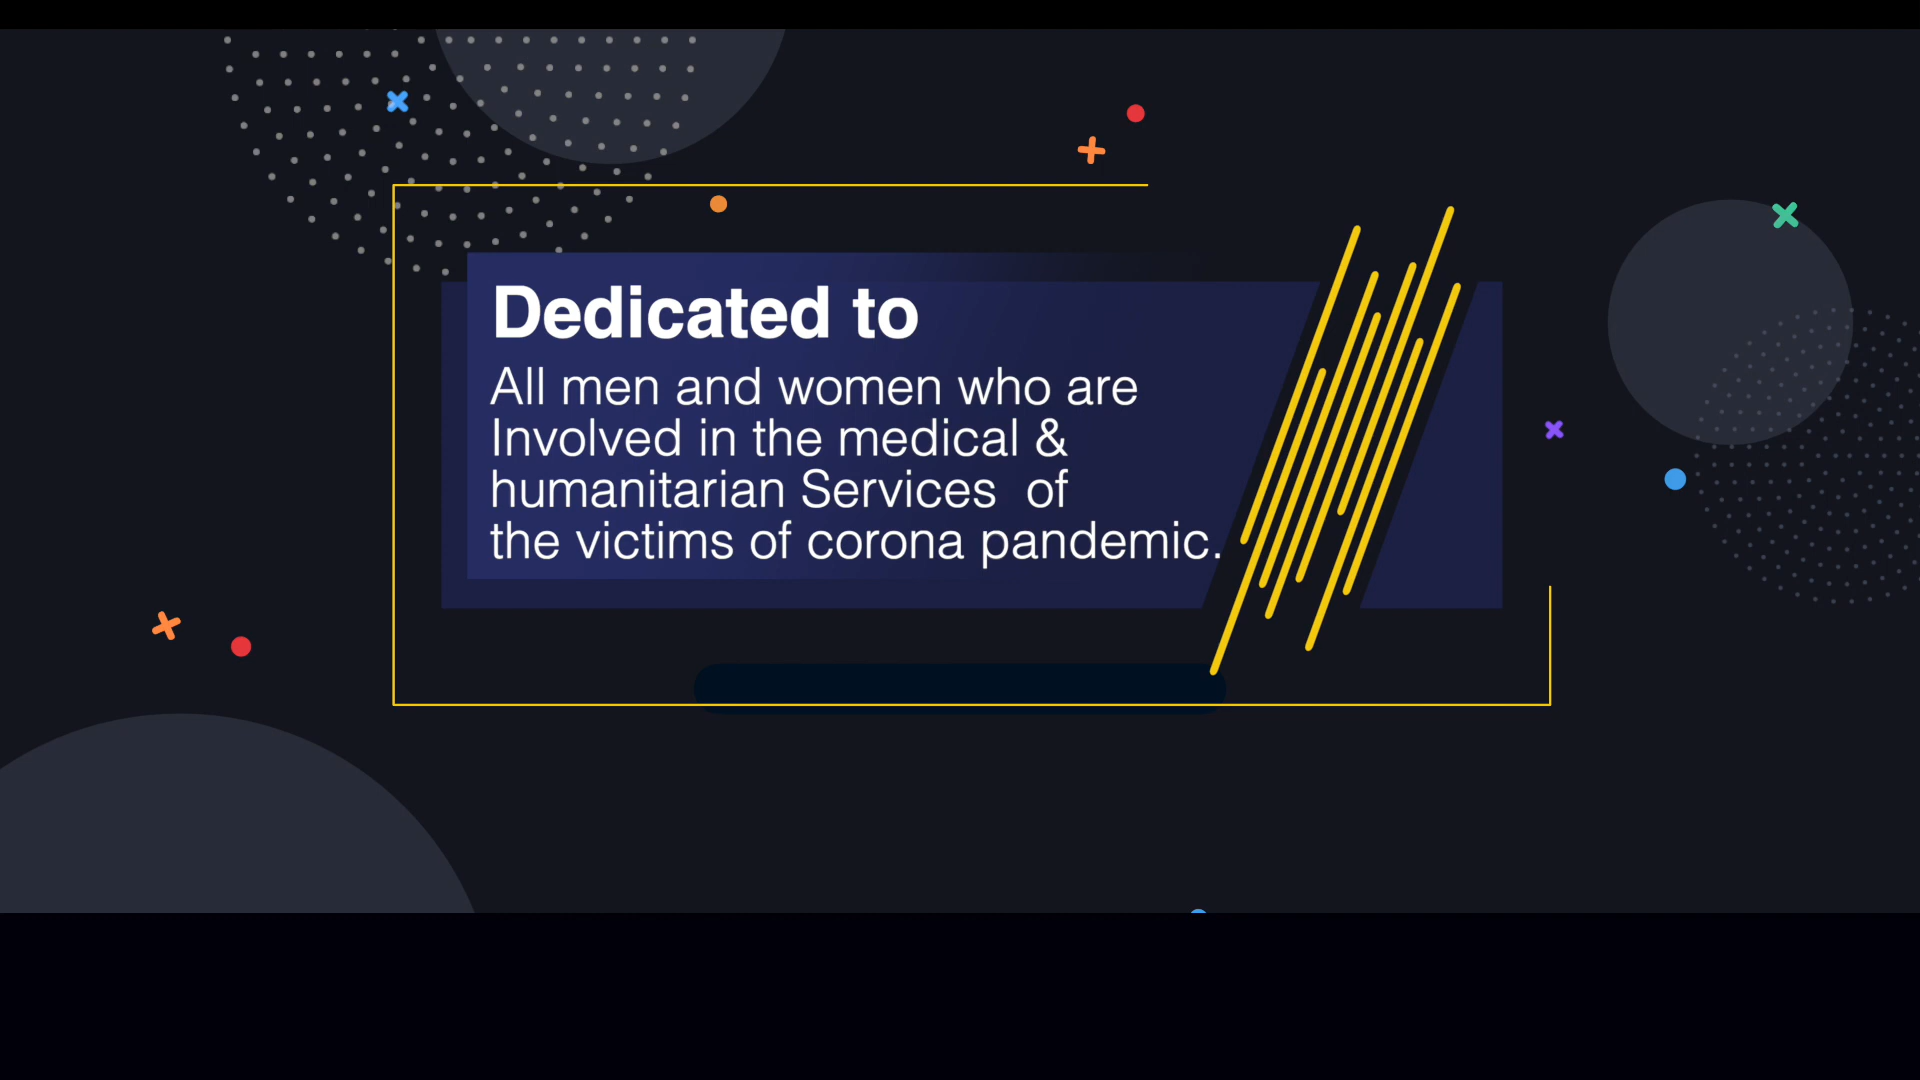 Dedicated to
All men and women who are
Involved in the medical &
humanitarian Services  of
the victims of corona pandemic.